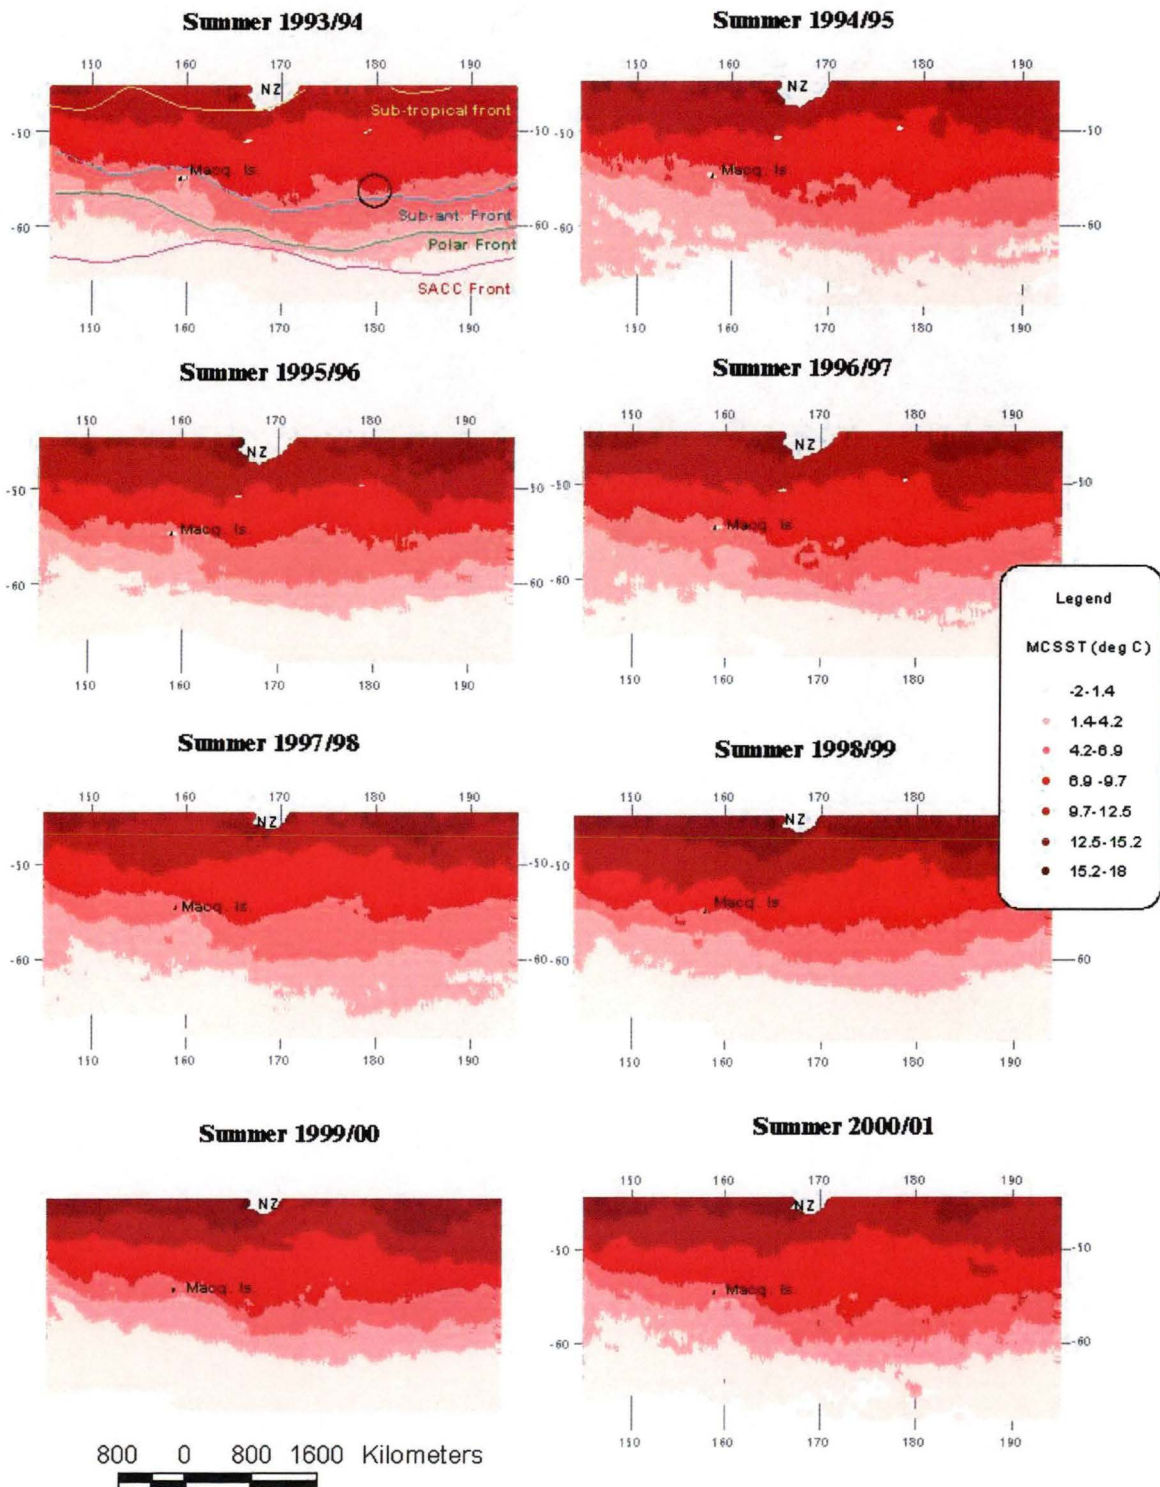 Summer 1993/94 Summer 1994/95
150 160 170 180 190 150 160 170 180 190
NZ NZ
Sub-tropical front
-50 -50 -50
Macq. Is. Macq. Is.
Sub-ant. Front
-60 -60 -60
Polar Front
SACC Front
150 160 170 180 190 150 160 170 180 190
Summer 1995/96 Summer 1996/97
150 160 170 180 190 150 160 170 180 190
NZ NZ
-50 -50 -50 -50
Macq. Is. Macq. Is.
-60 -60 -60
150 160 170 180 190 150 160 170 180
Legend
MCSST (deg C)
-2-1.4
1.4-4.2
4.2-6.9
6.9-9.7
9.7-12.5
12.5-15.2
15.2-18
Summer 1997/98 Summer 1998/99
150 160 170 180 190 150 160 170 180
NZ NZ
-50 -50 -50
Macq. Is. Macq. Is.
-60 -60 -60 -60
150 160 170 180 190 150 160 170 180 190
Summer 1999/00 Summer 2000/01
150 160 170 180 190
NZ NZ
-50 -50
Macq. Is. Macq. Is.
-60 -60
150 160 170 180 190
800 0 800 1600 Kilometers